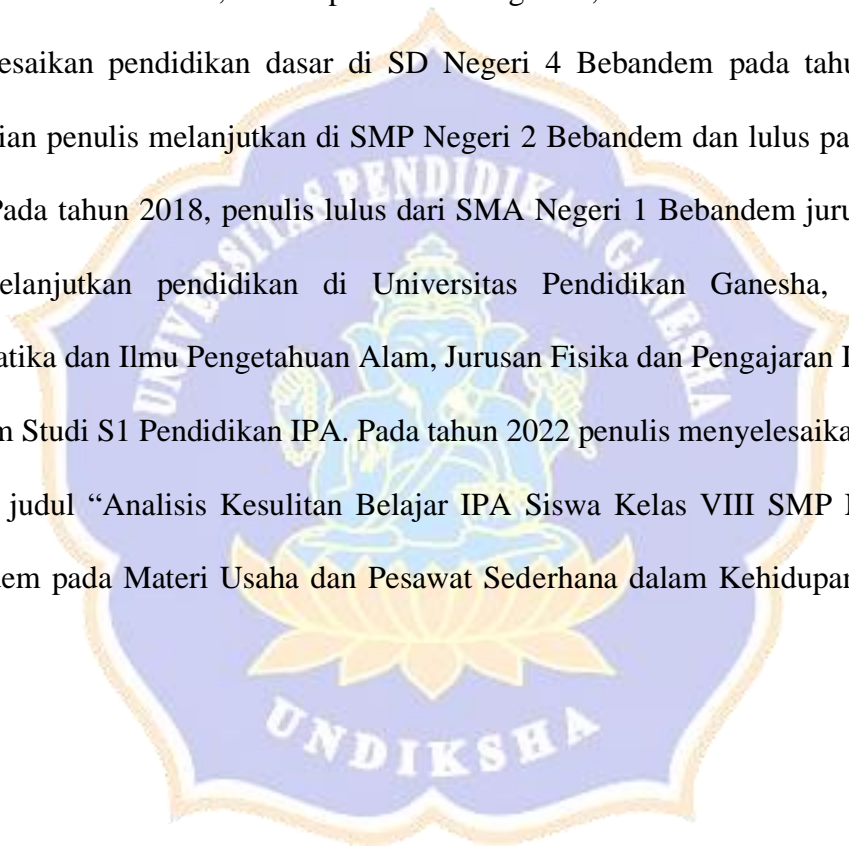 esaikan pendidikan dasar di SD Negeri 4 Bebandem pada tahu
ian penulis melanjutkan di SMP Negeri 2 Bebandem dan lulus pa
Pada tahun 2018, penulis lulus dari SMA Negeri 1 Bebandem juru
elanjutkan pendidikan di Universitas Pendidikan Ganesha,
atika dan Ilmu Pengetahuan Alam, Jurusan Fisika dan Pengajaran I
m Studi S1 Pendidikan IPA. Pada tahun 2022 penulis menyelesaika
judul “Analisis Kesulitan Belajar IPA Siswa Kelas VIII SMP
em pada Materi Usaha dan Pesawat Sederhana dalam Kehidupan
UNIVERSITAS PENDIDIKAN GANESHA
UNDIKSHA